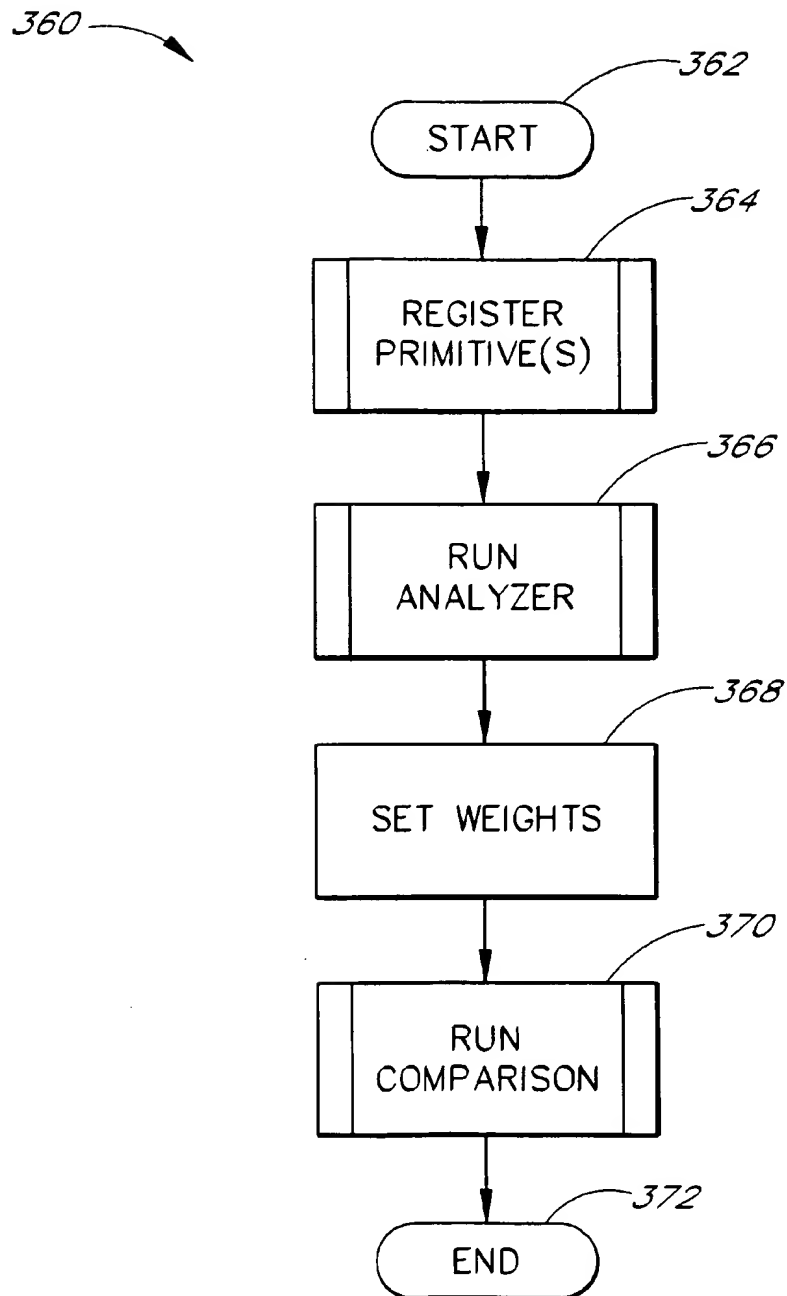 360
362
START
364
REGISTER
PRIMITIVE(S)
366
RUN
ANALYZER
368
SET WEIGHTS
370
RUN
COMPARISON
372
END